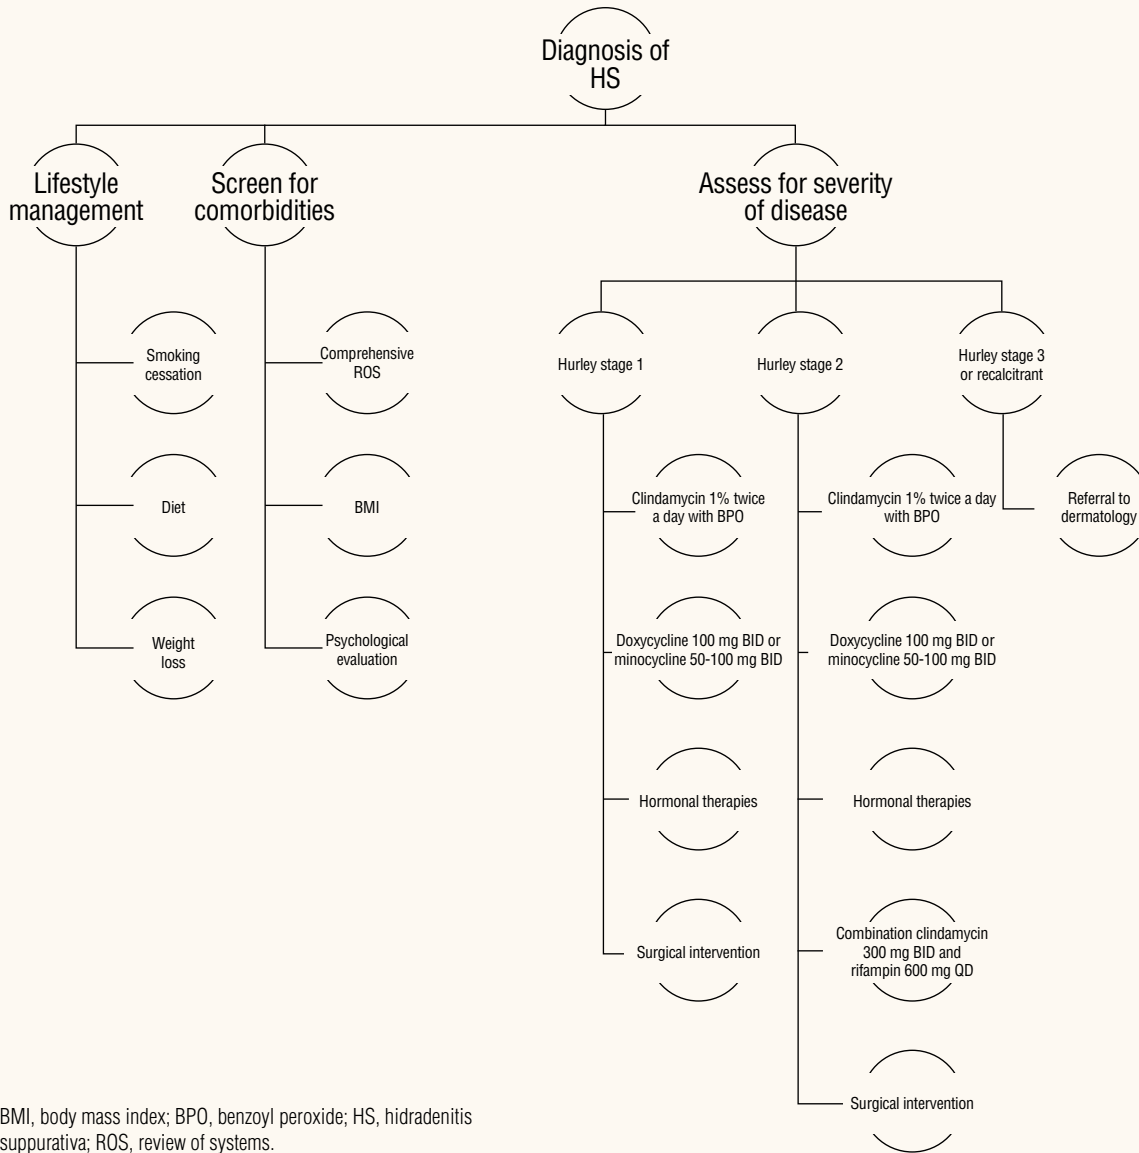 Diagnosis of
HS
Lifestyle
management
Screen for
comorbidities
Assess for severity
of disease
Smoking
cessation
Diet
Weight
loss
Comprehensive
ROS
BMI
Psychological
evaluation
Hurley stage 1
Clindamycin 1% twice
a day with BPO
Doxycycline 100 mg BID or
minocycline 50-100 mg BID
Hormonal therapies
Surgical intervention
Hurley stage 2
Clindamycin 1% twice a day
with BPO
Doxycycline 100 mg BID or
minocycline 50-100 mg BID
Hormonal therapies
Combination clindamycin
300 mg BID and
rifampin 600 mg QD
Surgical intervention
Hurley stage 3
or recalcitrant
Referral to
dermatology
BMI, body mass index; BPO, benzoyl peroxide; HS, hidradenitis
suppurativa; ROS, review of systems.